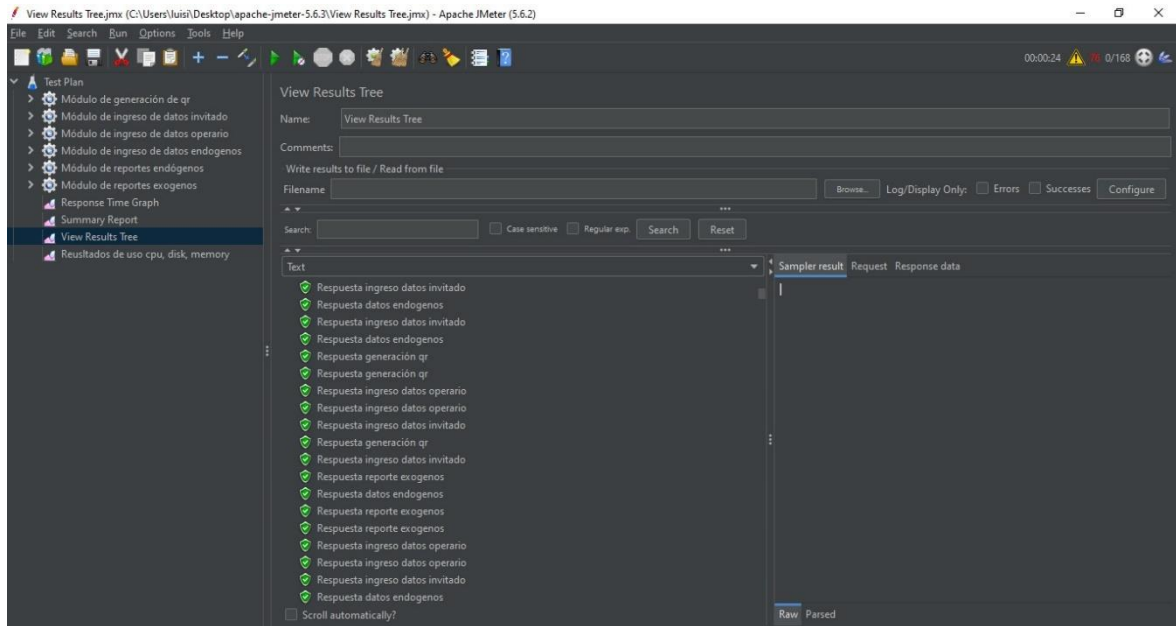 View Results Tree.jmx (C:\Users\luisi\Desktop\apache-jmeter-5.6.3\View Results Tree.jmx) - Apache JMeter (5.6.2)
File Edit Search Run Options Tools Help
00:00:24 0/168
Test Plan
Módulo de generación de qr
Módulo de ingreso de datos invitado
Módulo de ingreso de datos operario
Módulo de ingreso de datos endogenos
Módulo de reportes endógenos
Módulo de reportes exogenos
Response Time Graph
Summary Report
View Results Tree
Reusltados de uso cpu, disk, memory
View Results Tree
Name: View Results Tree
Comments:
Write results to file / Read from file
Filename Browse... Log/Display Only: Errors Successes Configure
Search: Case sensitive Regular exp. Search Reset
Text
Respuesta ingreso datos invitado
Respuesta datos endogenos
Respuesta ingreso datos invitado
Respuesta datos endogenos
Respuesta generación qr
Respuesta generación qr
Respuesta ingreso datos operario
Respuesta ingreso datos operario
Respuesta ingreso datos invitado
Respuesta generación qr
Respuesta ingreso datos invitado
Respuesta reporte exogenos
Respuesta datos endogenos
Respuesta reporte exogenos
Respuesta reporte exogenos
Respuesta ingreso datos operario
Respuesta ingreso datos operario
Respuesta ingreso datos invitado
Respuesta datos endogenos
Scroll automatically?
Sampler result Request Response data
Raw Parsed